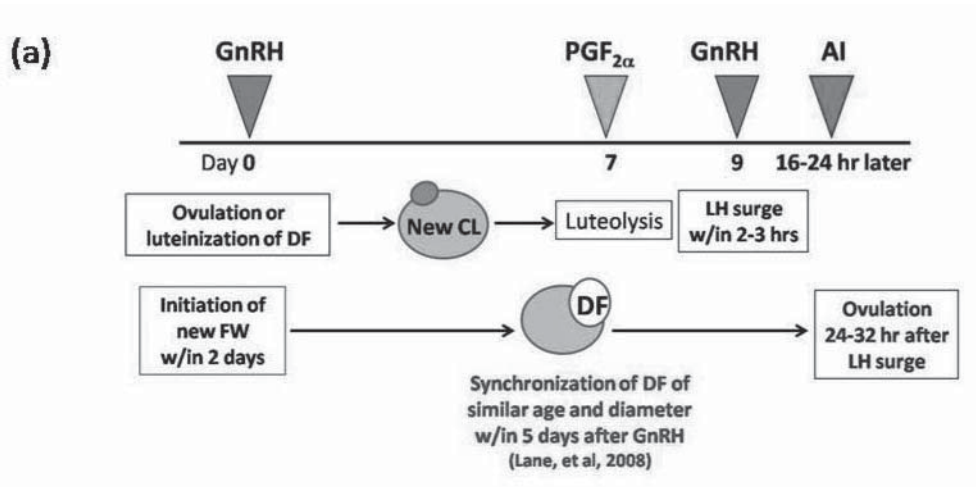 (a)
GnRH PGF2α GnRH AI
Day 0 7 9 16-24 hr later
Ovulation or
luteinization of DF
New CL
Luteolysis
LH surge
w/in 2-3 hrs
Initiation of
new FW
w/in 2 days
DF
Ovulation
24-32 hr after
LH surge
Synchronization of DF of
similar age and diameter
w/in 5 days after GnRH
(Lane, et al, 2008)